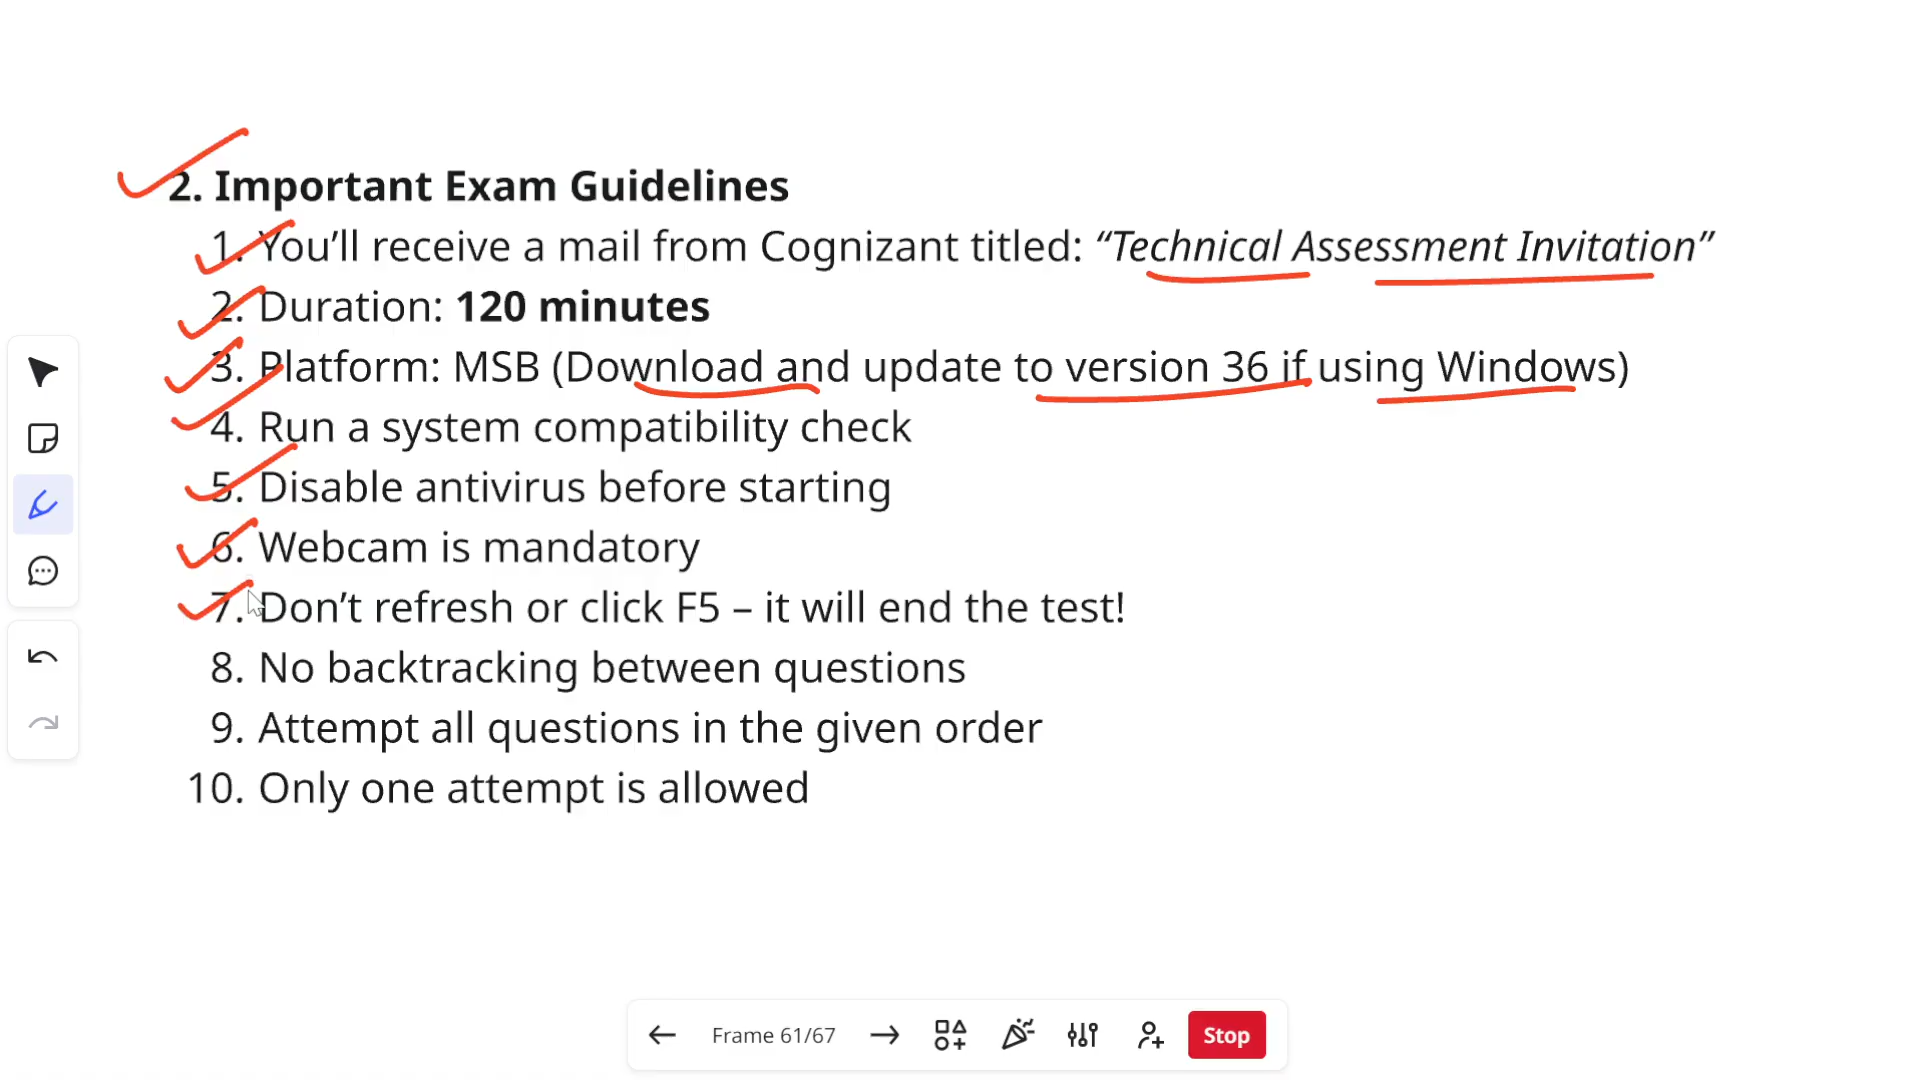 2. Important Exam Guidelines
1. You’ll receive a mail from Cognizant titled: “Technical Assessment Invitation”
2. Duration: 120 minutes
3. Platform: MSB (Download and update to version 36 if using Windows)
4. Run a system compatibility check
5. Disable antivirus before starting
6. Webcam is mandatory
7. Don’t refresh or click F5 – it will end the test!
8. No backtracking between questions
9. Attempt all questions in the given order
10. Only one attempt is allowed
Frame 61/67
Stop